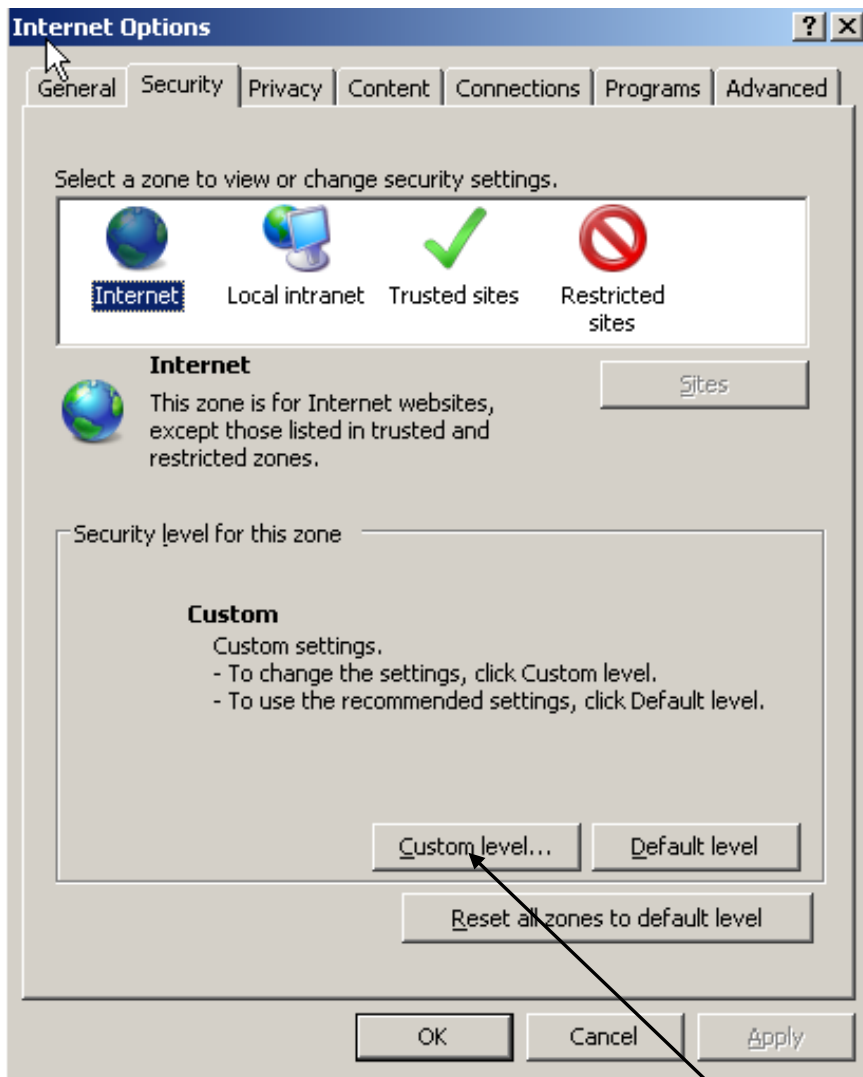 Internet Options
General Security Privacy Content Connections Programs Advanced
Select a zone to view or change security settings.
Internet Local intranet Trusted sites Restricted sites
Internet
Sites
This zone is for Internet websites,
except those listed in trusted and
restricted zones.
Security level for this zone
Custom
Custom settings.
- To change the settings, click Custom level.
- To use the recommended settings, click Default level.
Custom level... Default level
Reset all zones to default level
OK Cancel Apply